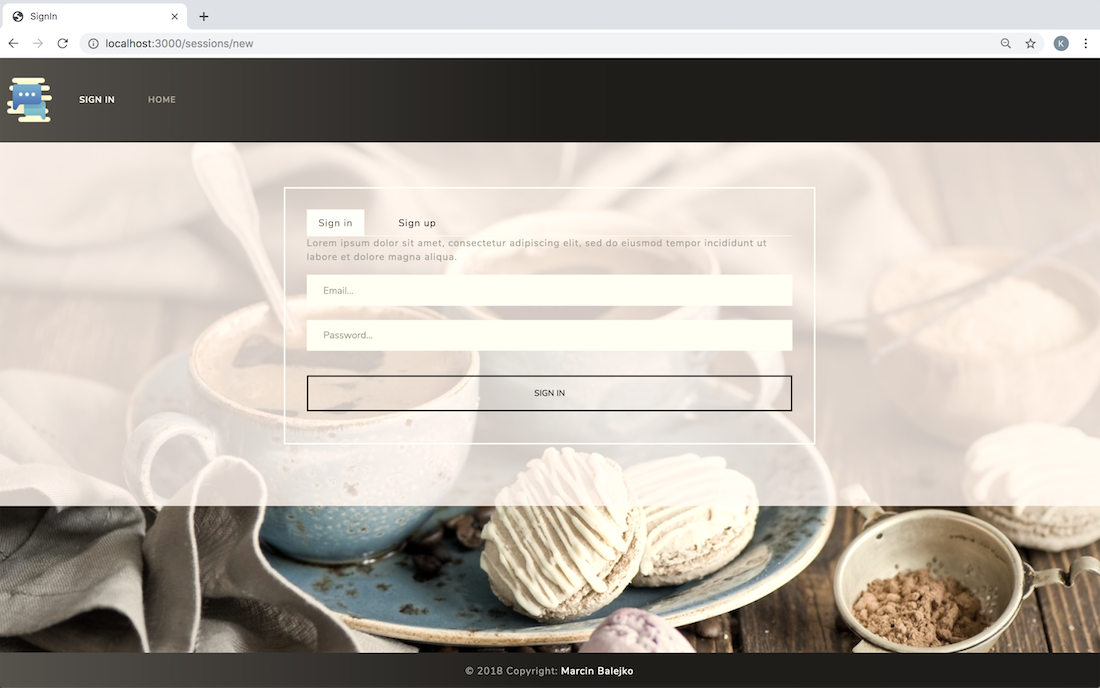 SignIn
localhost:3000/sessions/new
K
SIGN IN HOME
Sign in Sign up
Lorem ipsum dolor sit amet, consectetur adipiscing elit, sed do eiusmod tempor incididunt ut
labore et dolore magna aliqua.
Email...
Password...
SIGN IN
© 2018 Copyright: Marcin Balejko